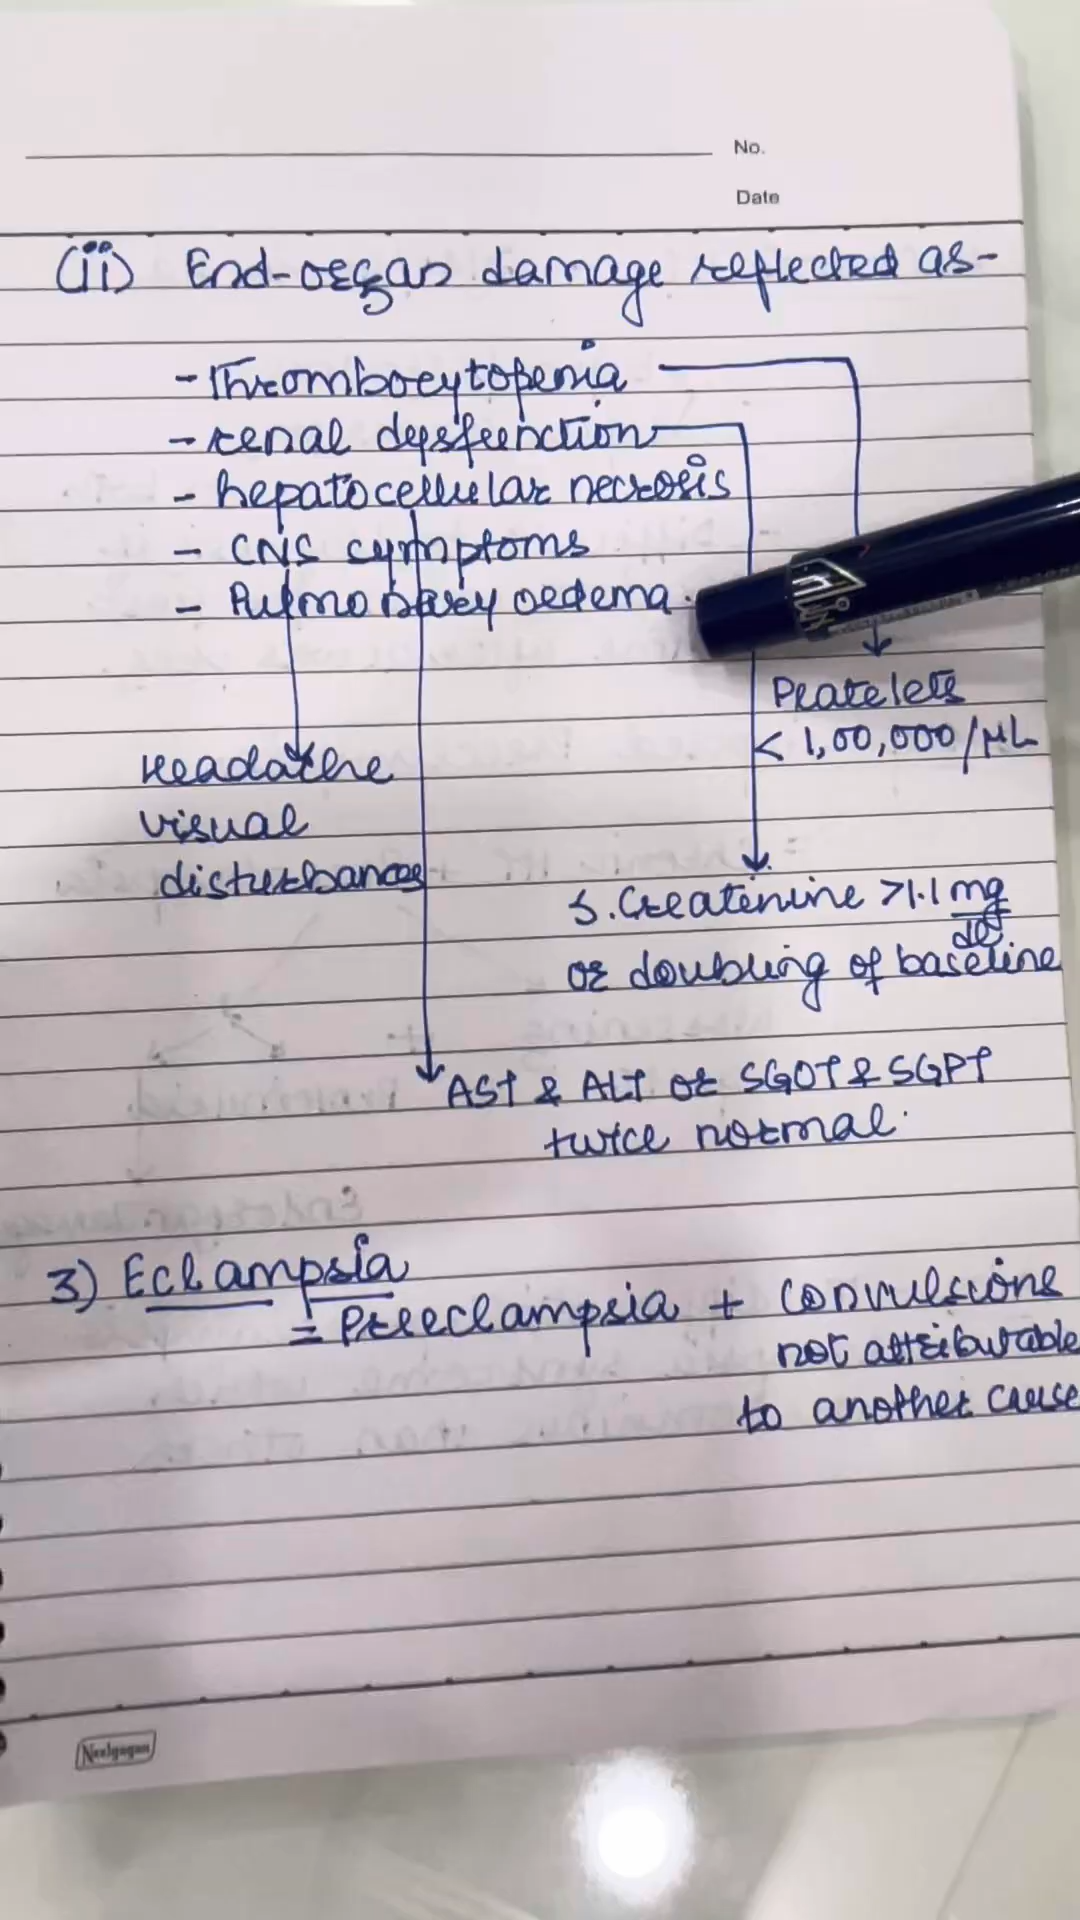 No.
Date
(ii) End-organ damage reflected as-
- Thrombocytopenia
- renal dysfunction
- hepatocellular necrosis
- CNS symptoms
- Pulmonary oedema.
Platelets
< 1,00,000/μL
Headache
visual
disturbances
S. Creatinine >1.1 mg/dl
or doubling of baseline
AST & ALT or SGOT & SGPT
twice normal.
3) Eclampsia
= Preeclampsia + Convulsions
not attributable
to another cause
Neelgagan